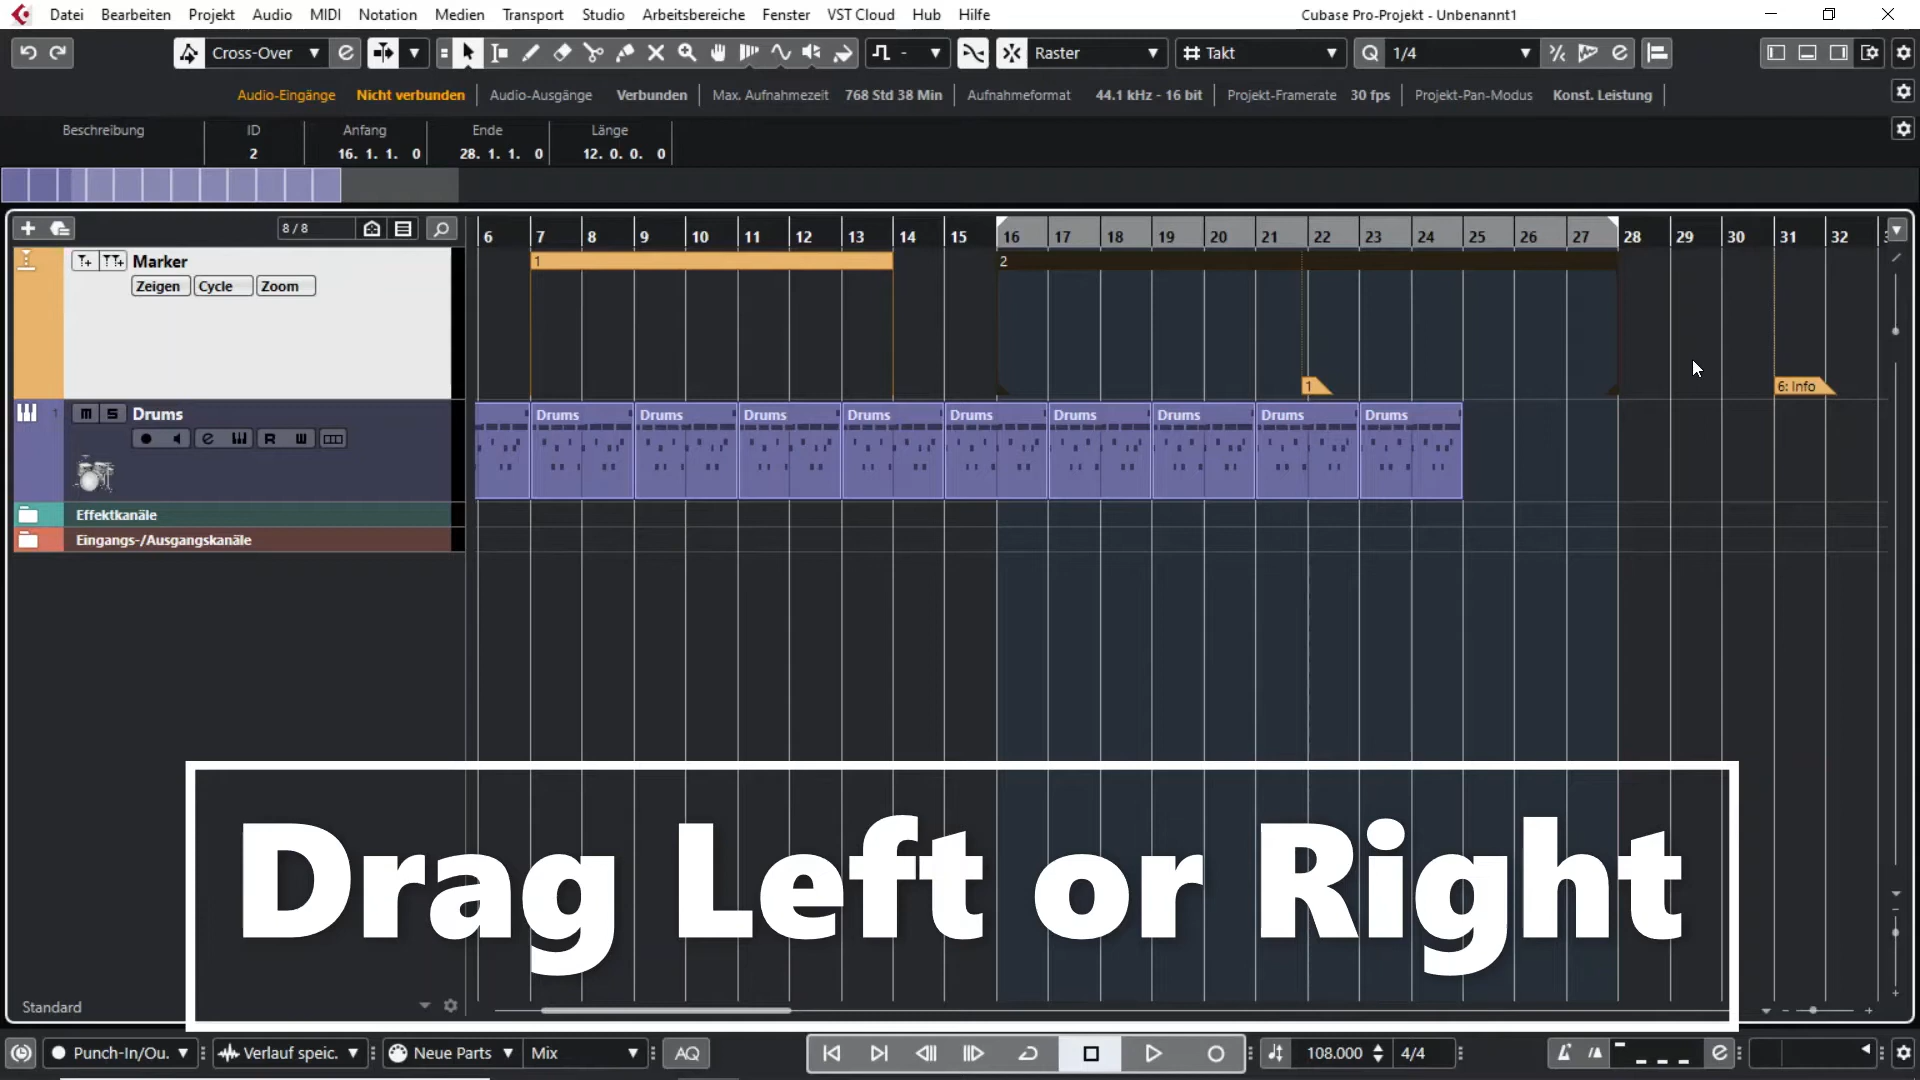 Datei Bearbeiten Projekt Audio MIDI Notation Medien Transport Studio Arbeitsbereiche Fenster VST Cloud Hub Hilfe Cubase Pro-Projekt - Unbenannt1
Cross-Over Raster Takt Q 1/4
Audio-Eingänge Nicht verbunden Audio-Ausgänge Verbunden Max. Aufnahmezeit 768 Std 38 Min Aufnahmeformat 44.1 kHz - 16 bit Projekt-Framerate 30 fps Projekt-Pan-Modus Konst. Leistung
Beschreibung ID Anfang Ende Länge
2 16. 1. 1. 0 28. 1. 1. 0 12. 0. 0. 0
8 / 8 6 7 8 9 10 11 12 13 14 15 16 17 18 19 20 21 22 23 24 25 26 27 28 29 30 31 32
Marker 1 2
Zeigen Cycle Zoom
1 6: Info
1 M S Drums Drums Drums Drums Drums Drums Drums Drums Drums Drums
R W
Effektkanäle
Eingangs-/Ausgangskanäle
Drag Left or Right
Standard
Punch-In/Ou. Verlauf speic. Neue Parts Mix AQ 108.000 4/4